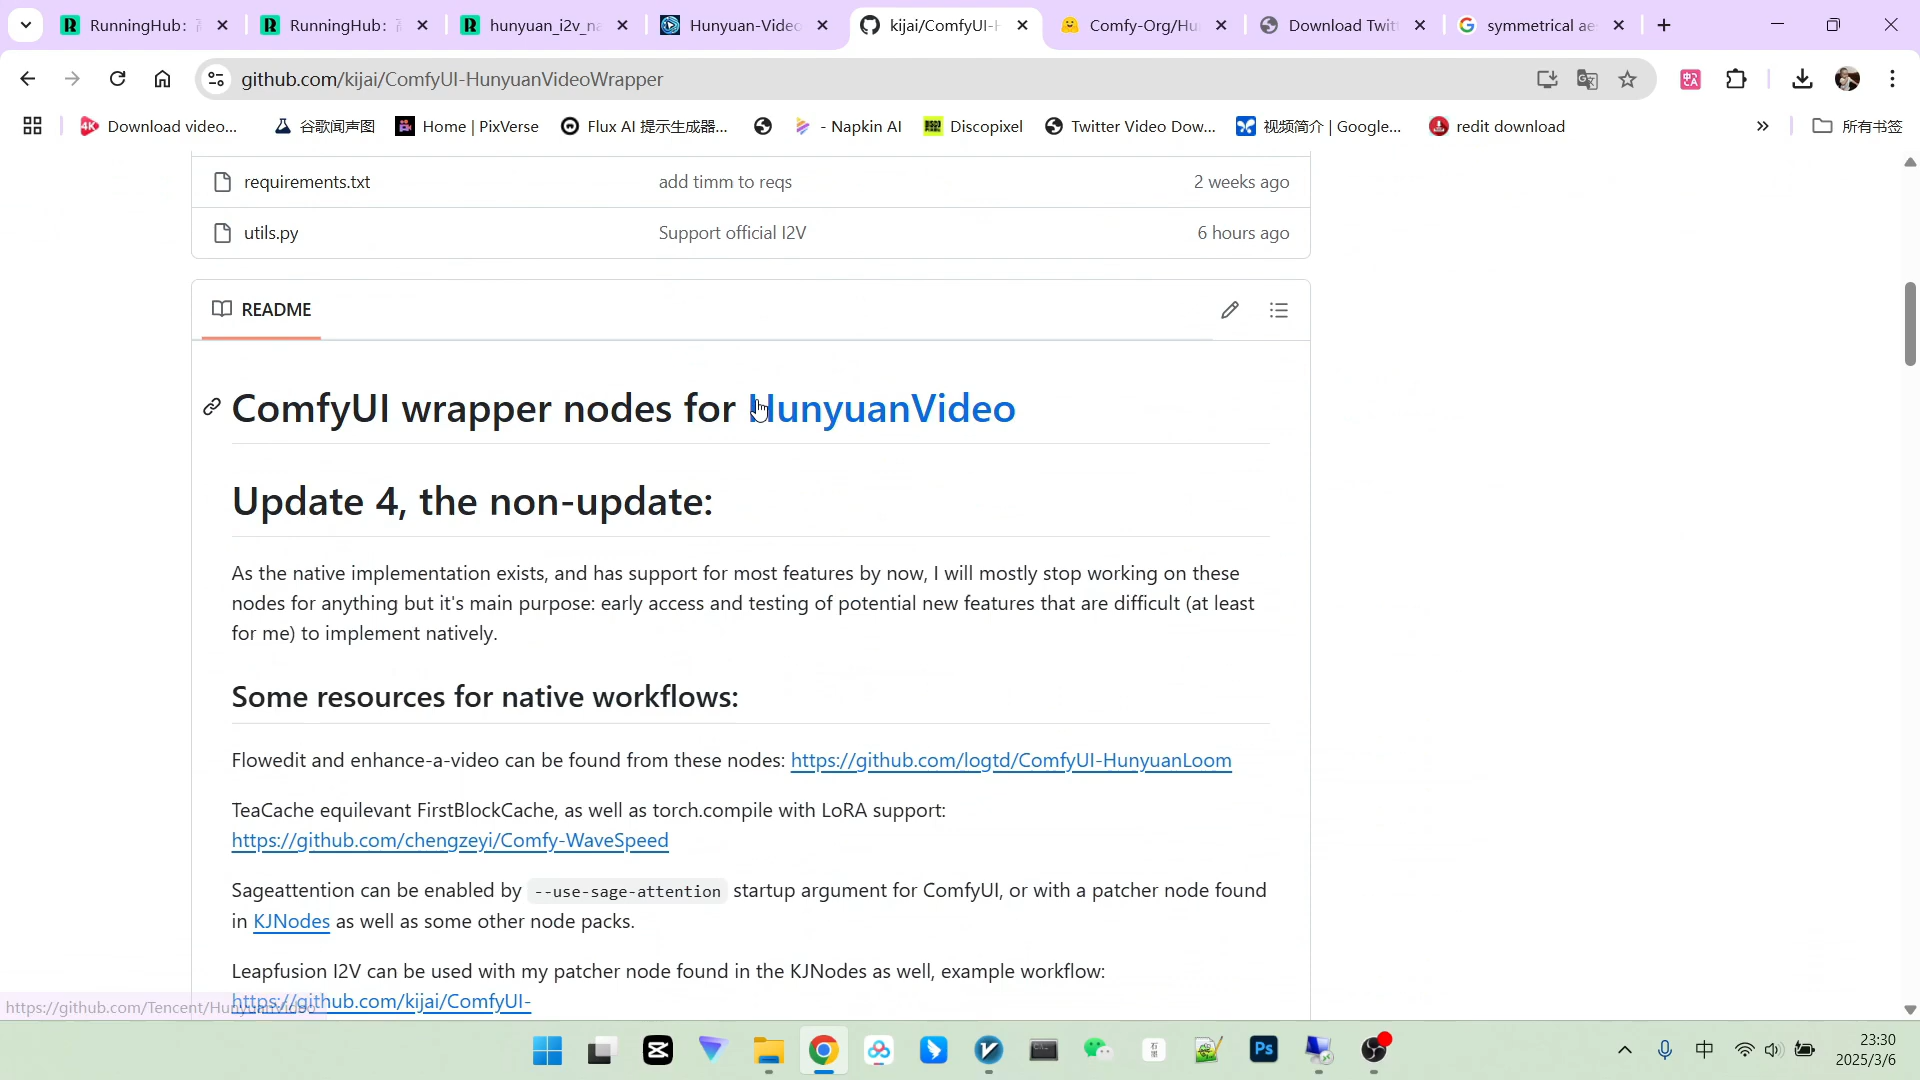 RunningHub:
RunningHub:
hunyuan_i2v_na
Hunyuan-Video
kijai/ComfyUI-H
Comfy-Org/Hu
Download Twit
symmetrical ae
github.com/kijai/ComfyUI-HunyuanVideoWrapper
Download video...
谷歌闻声图
Home | PixVerse
Flux AI 提示生成器...
- Napkin AI
Discopixel
Twitter Video Dow...
视频简介 | Google...
redit download
»
所有书签
requirements.txt add timm to reqs 2 weeks ago
utils.py Support official I2V 6 hours ago
README
ComfyUI wrapper nodes for HunyuanVideo
Update 4, the non-update:
As the native implementation exists, and has support for most features by now, I will mostly stop working on these
nodes for anything but it's main purpose: early access and testing of potential new features that are difficult (at least
for me) to implement natively.
Some resources for native workflows:
Flowedit and enhance-a-video can be found from these nodes: https://github.com/logtd/ComfyUI-HunyuanLoom
TeaCache equilevant FirstBlockCache, as well as torch.compile with LoRA support:
https://github.com/chengzeyi/Comfy-WaveSpeed
Sageattention can be enabled by --use-sage-attention startup argument for ComfyUI, or with a patcher node found
in KJNodes as well as some other node packs.
Leapfusion I2V can be used with my patcher node found in the KJNodes as well, example workflow:
https://github.com/kijai/ComfyUI-
https://github.com/Tencent/HunyuanVideo
Ps
中
23:30
2025/3/6